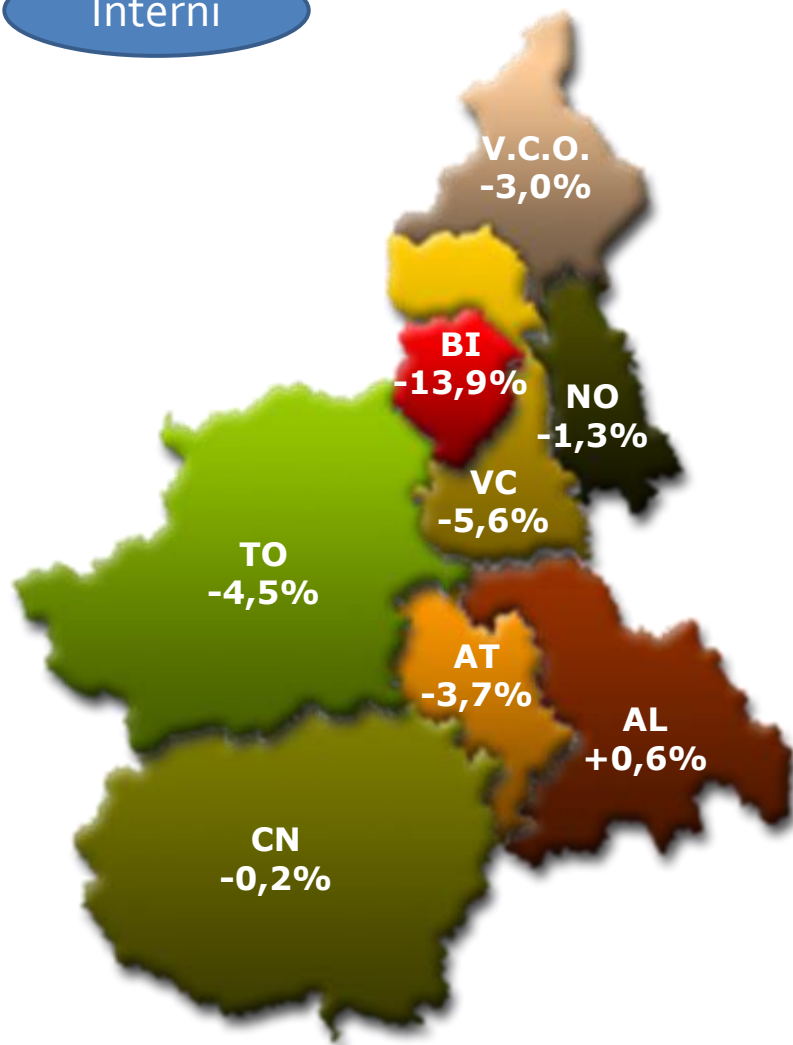 Interni
V.C.O.
-3,0%
BI
-13,9%
NO
-1,3%
VC
-5,6%
TO
-4,5%
AT
-3,7%
AL
+0,6%
CN
-0,2%